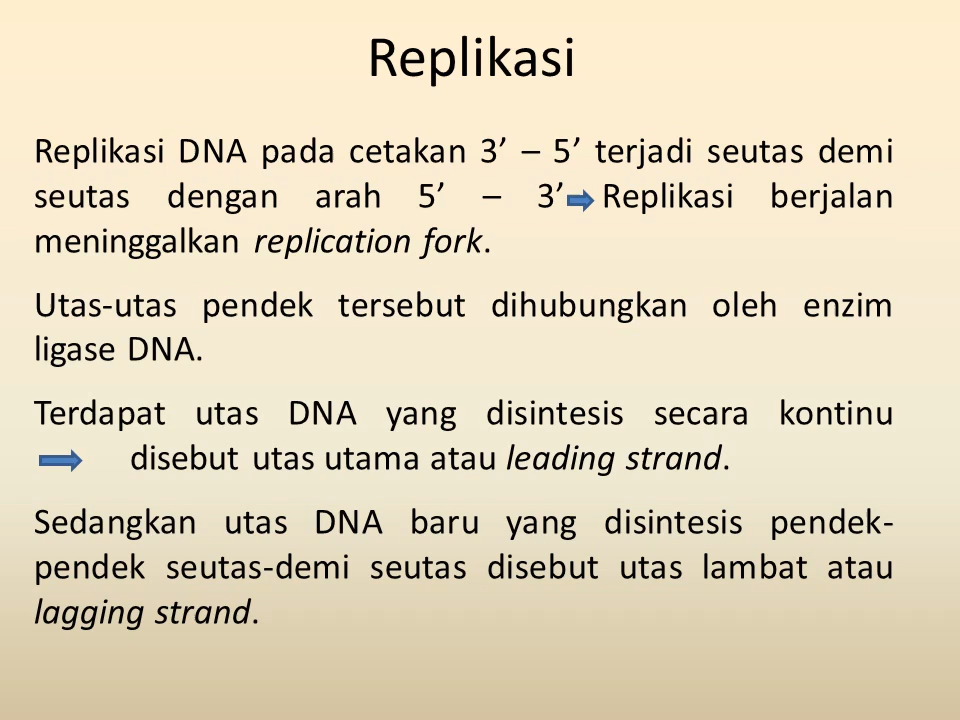 Replikasi
Replikasi DNA pada cetakan 3’ – 5’ terjadi seutas demi
seutas dengan arah 5’ – 3’ Replikasi berjalan
meninggalkan replication fork.
Utas-utas pendek tersebut dihubungkan oleh enzim
ligase DNA.
Terdapat utas DNA yang disintesis secara kontinu
disebut utas utama atau leading strand.
Sedangkan utas DNA baru yang disintesis pendek-
pendek seutas-demi seutas disebut utas lambat atau
lagging strand.